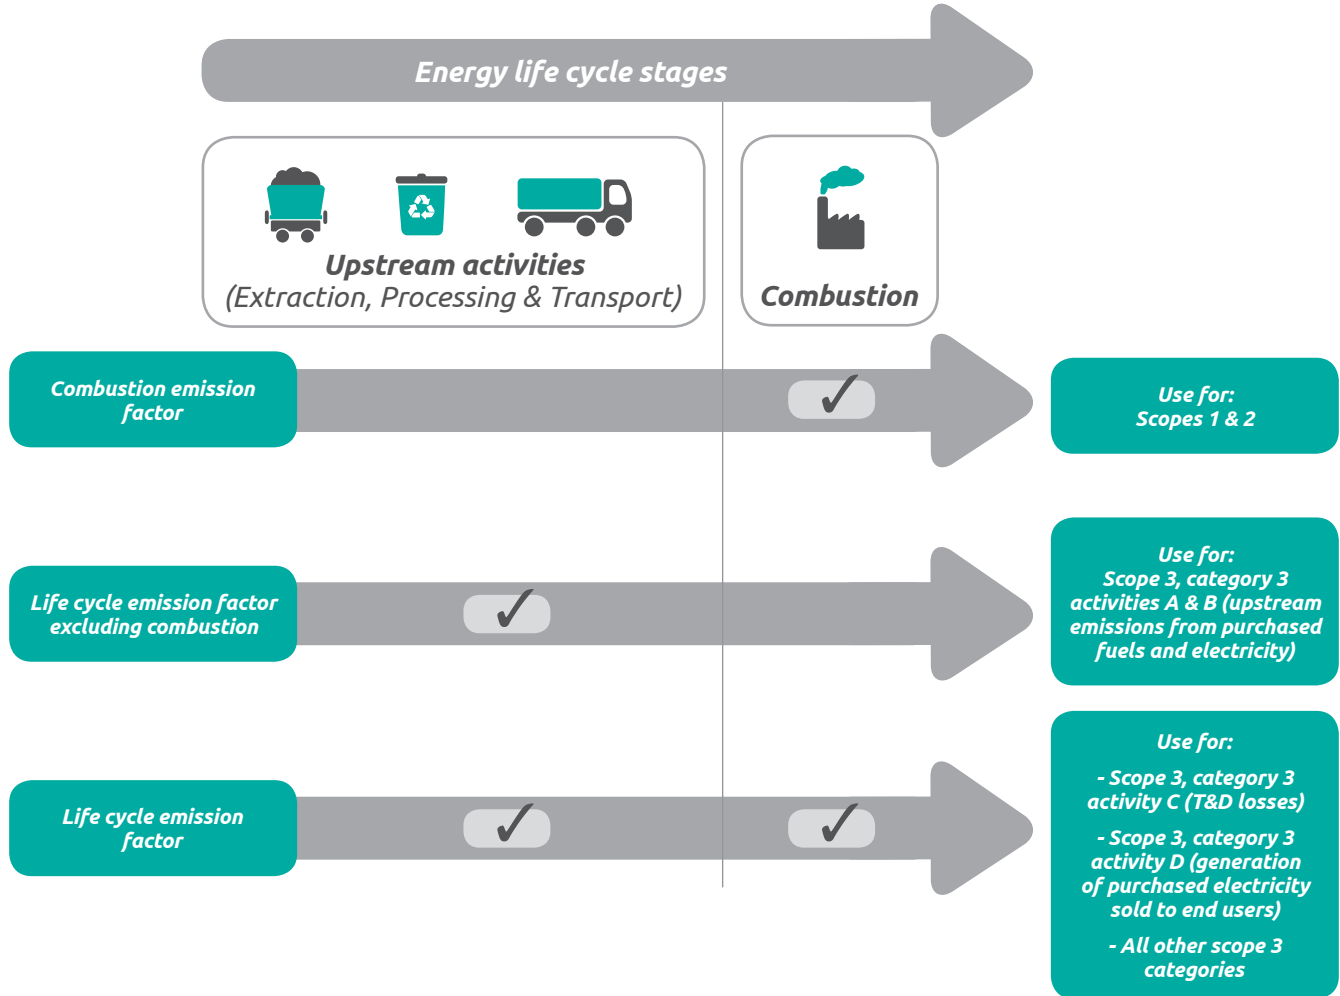 Energy life cycle stages
Upstream activities
(Extraction, Processing & Transport)
Combustion
Combustion emission
factor
Use for:
Scopes 1 & 2
Life cycle emission factor
excluding combustion
Use for:
Scope 3, category 3
activities A & B (upstream
emissions from purchased
fuels and electricity)
Life cycle emission
factor
Use for:
- Scope 3, category 3
activity C (T&D losses)
- Scope 3, category 3
activity D (generation
of purchased electricity
sold to end users)
- All other scope 3
categories